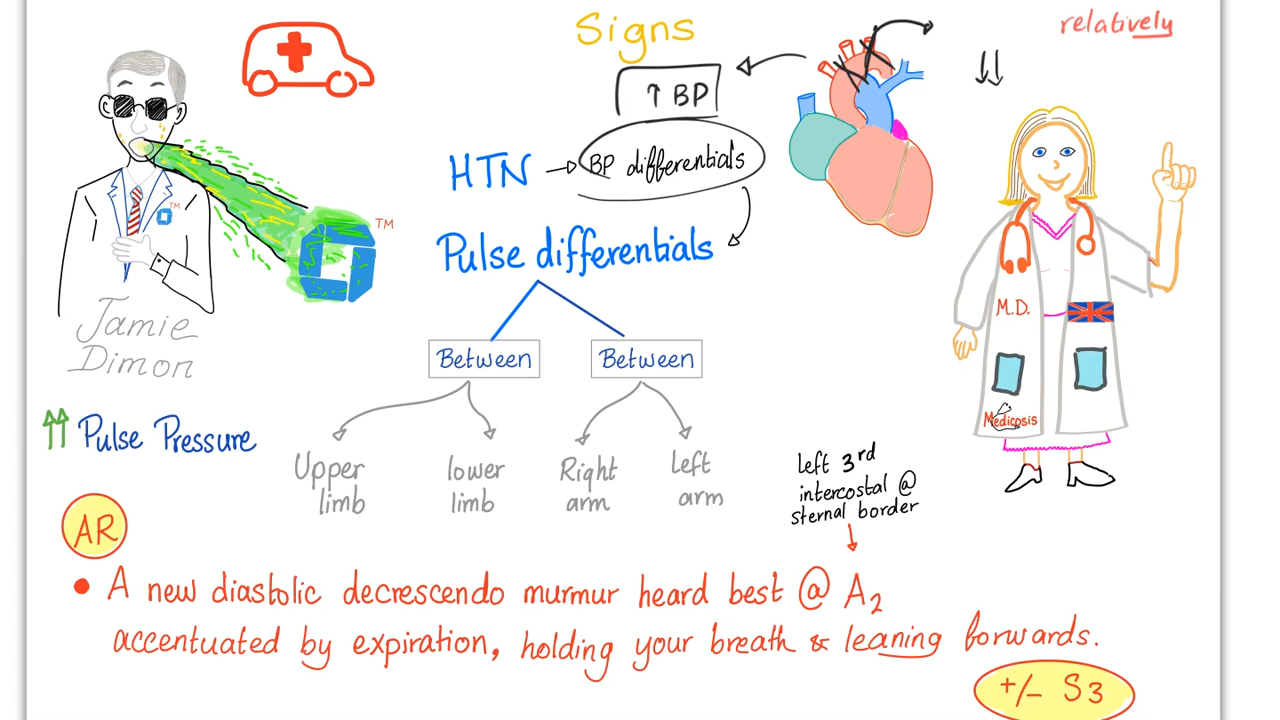 Signs
relatively
↑ BP
HTN → BP differentials
Pulse differentials
Between
Between
Upper
limb
lower
limb
Right
arm
Left
arm
TM
TM
Jamie
Dimon
↑↑ Pulse Pressure
M.D.
Medicosis
Left 3rd
intercostal @
sternal border
AR
• A new diastolic decrescendo murmur heard best @ A2
accentuated by expiration, holding your breath & leaning forwards.
+/- S3